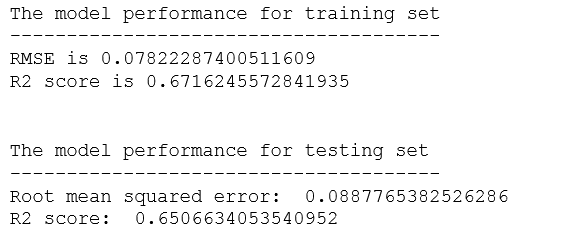 The model performance for training set
--------------------------------------
RMSE is 0.07822287400511609
R2 score is 0.6716245572841935
The model performance for testing set
--------------------------------------
Root mean squared error:  0.0887765382526286
R2 score:  0.6506634053540952